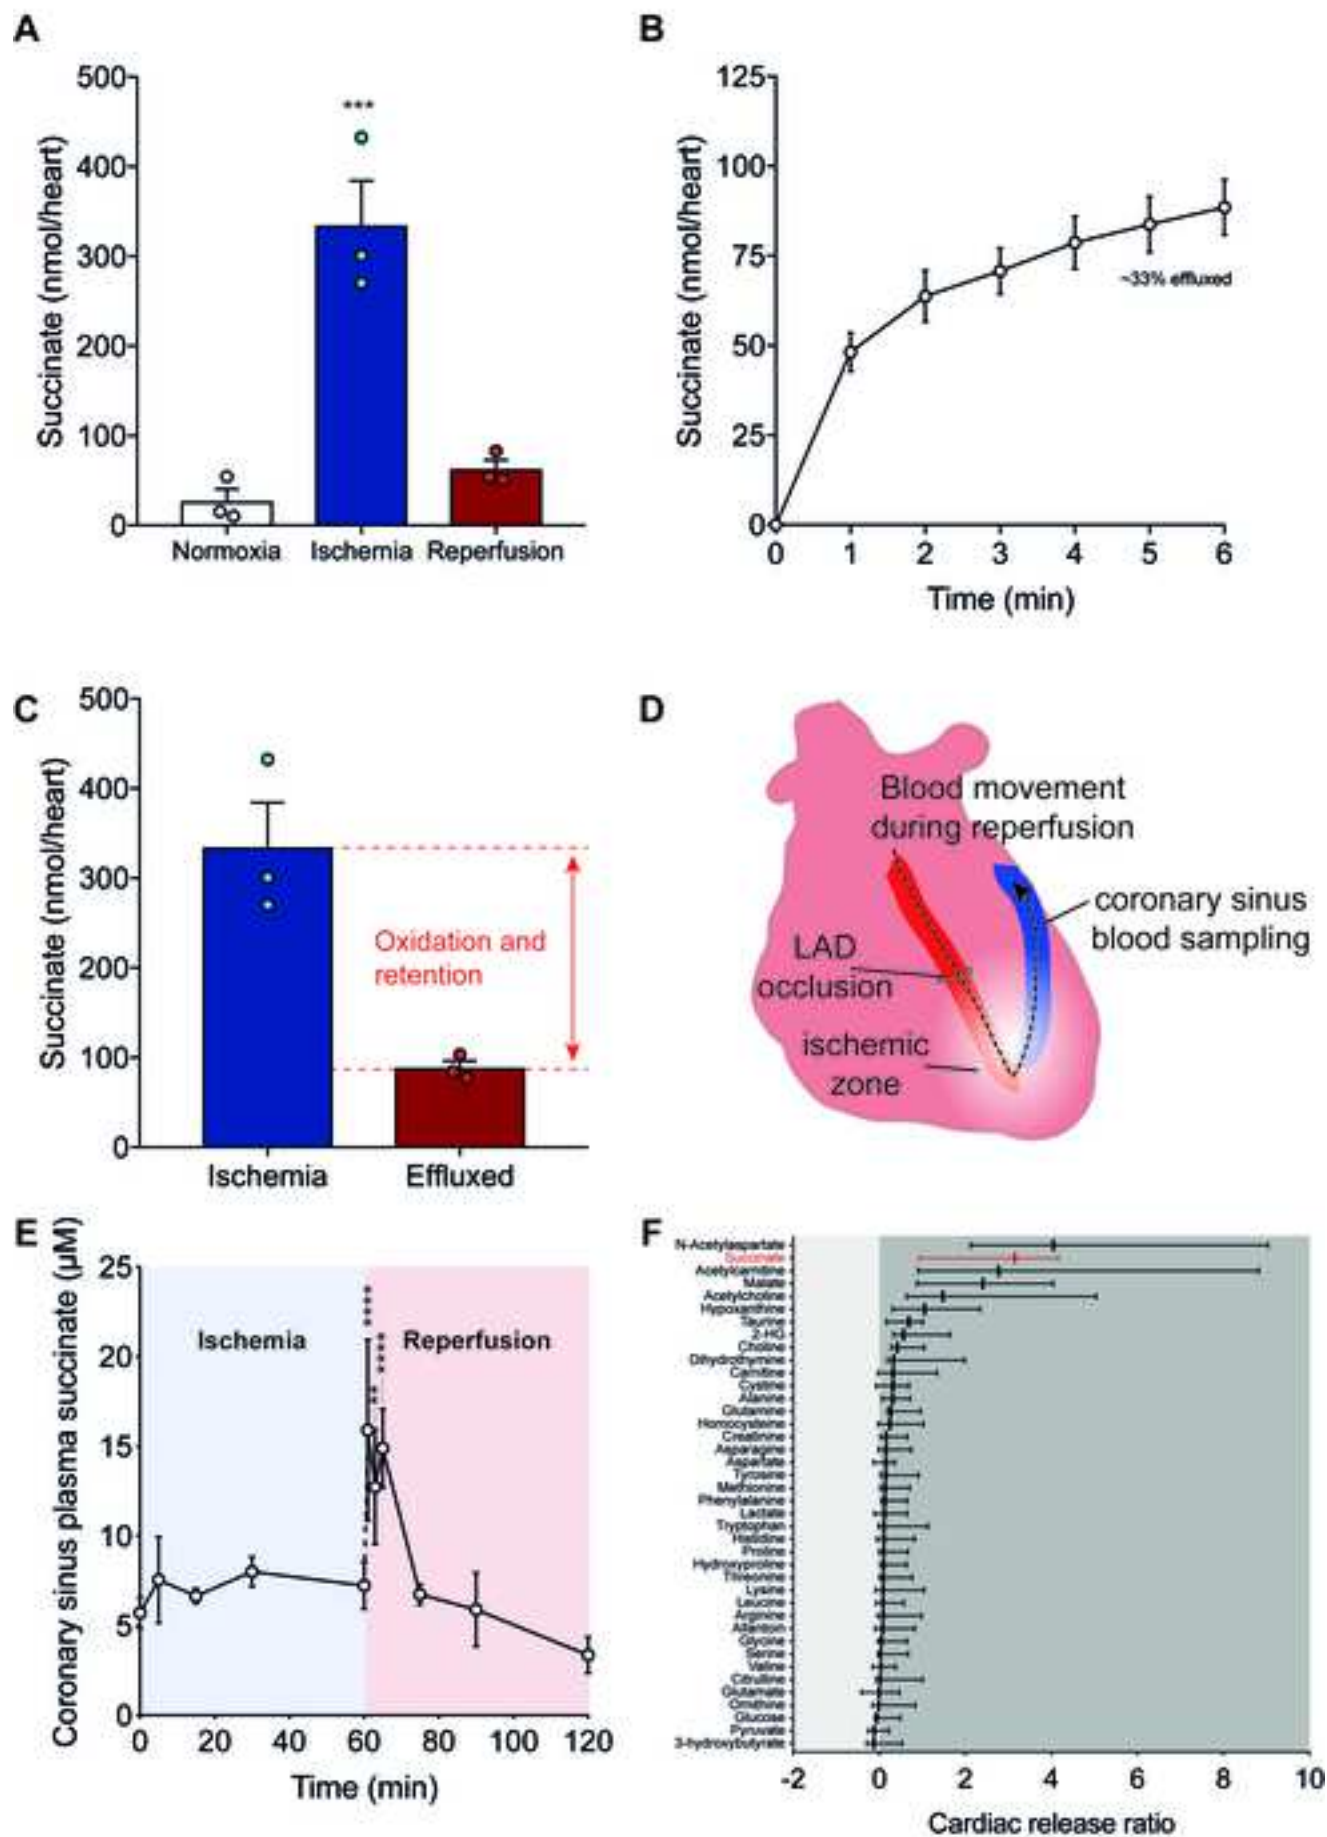 A
500
400
300
200
100
0
Succinate (nmol/heart)
***
Normoxia
Ischemia
Reperfusion
B
125
100
75
50
25
0
Succinate (nmol/heart)
~33% effluxed
0 1 2 3 4 5 6
Time (min)
C
500
400
300
200
100
0
Succinate (nmol/heart)
Oxidation and
retention
Ischemia
Effluxed
D
Blood movement
during reperfusion
coronary sinus
blood sampling
LAD
occlusion
ischemic
zone
E
25
20
15
10
5
0
Coronary sinus plasma succinate (µM)
Ischemia
Reperfusion
****
**
****
0 20 40 60 80 100 120
Time (min)
F
N-Acetylaspartate
Succinate
Acetylcarnitine
Malate
Acetylcholine
Hypoxanthine
Taurine
2-HG
Choline
Dihydrothymine
Carnitine
Cystine
Alanine
Glutamine
Homocysteine
Creatinine
Asparagine
Aspartate
Tyrosine
Methionine
Phenylalanine
Lactate
Tryptophan
Histidine
Proline
Hydroxyproline
Threonine
Lysine
Leucine
Arginine
Allantoin
Glycine
Serine
Valine
Citrulline
Glutamate
Ornithine
Glucose
Pyruvate
3-hydroxybutyrate
-2 0 2 4 6 8 10
Cardiac release ratio